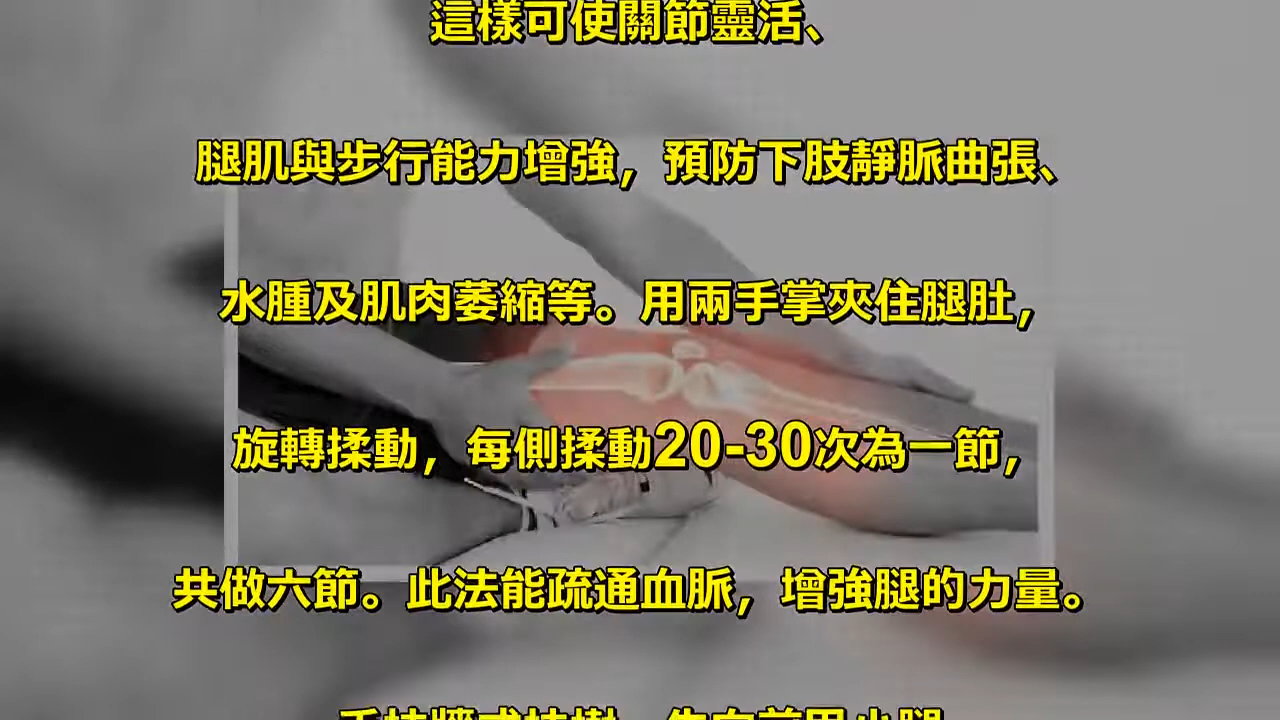 這樣可使關節靈活、
腿肌與步行能力增強，預防下肢靜脈曲張、
水腫及肌肉萎縮等。用兩手掌夾住腿肚，
旋轉揉動，每側揉動20-30次為一節，
共做六節。此法能疏通血脈，增強腿的力量。